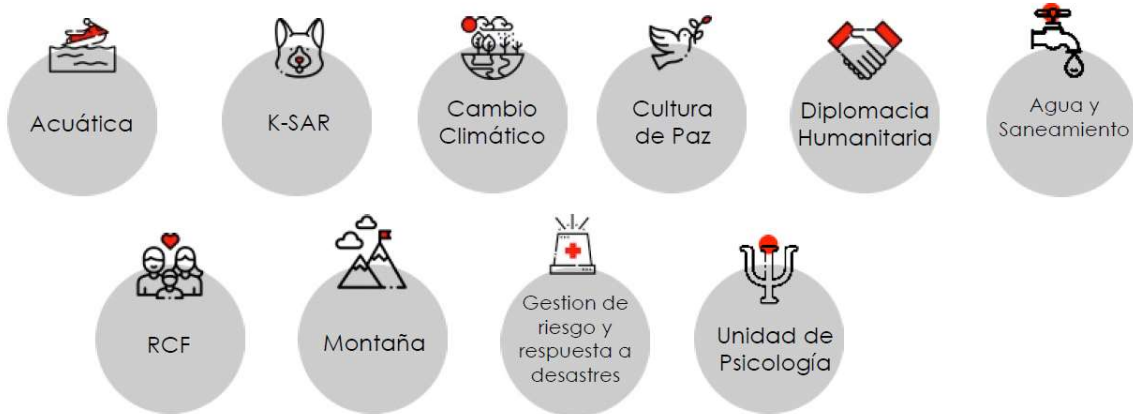 Acuática
K-SAR
Cambio
Climático
Cultura
de Paz
Diplomacia
Humanitaria
Agua y
Saneamiento
RCF
Montaña
Gestion de
riesgo y
respuesta a
desastres
Unidad de
Psicología